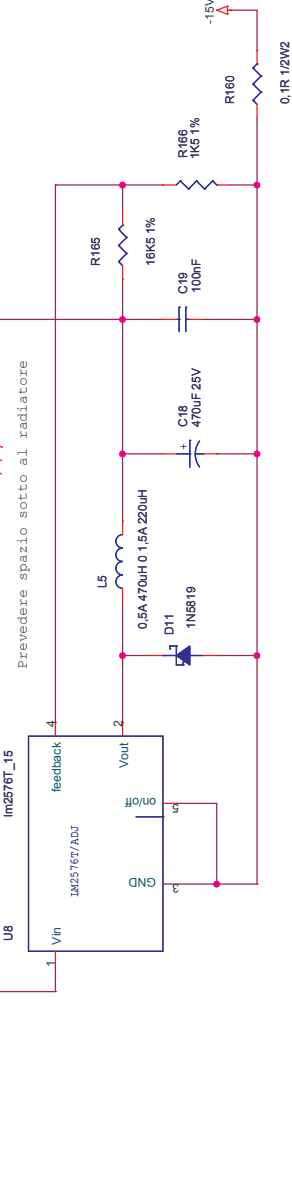 -15V
R160
0,1R 1/2W2
R166
1K5 1%
R165
16K5 1%
C19
100nF
C18
470uF 25V
Prevedere spazio sotto al radiatore
L5
0,5A 470uH 0 1,5A 220uH
D11
1N5819
U8
lm2576T_15
4
2
feedback
Vout
LM2576T/ADJ
on/off
5
GND
3
Vin
1